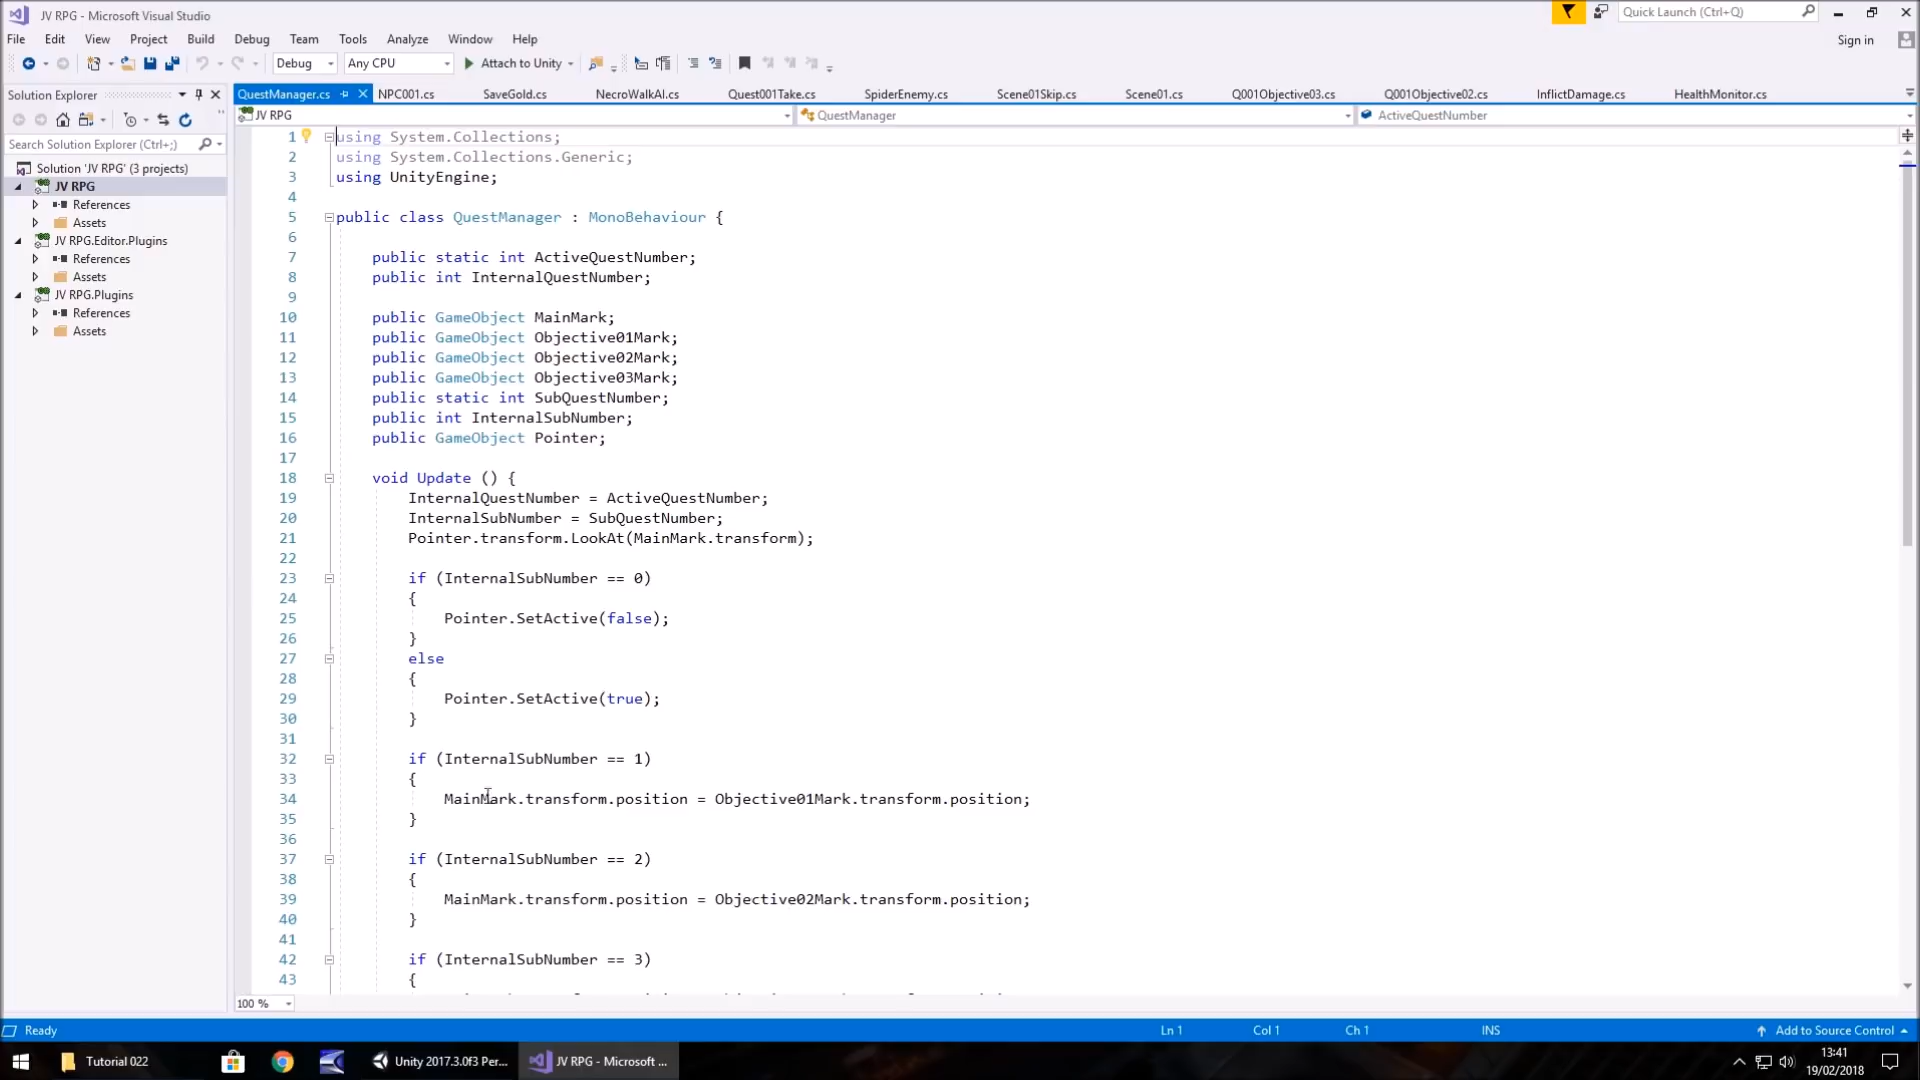 JV RPG - Microsoft Visual Studio
Quick Launch (Ctrl+Q)
File Edit View Project Build Debug Team Tools Analyze Window Help
Sign in
Debug Any CPU Attach to Unity
Solution Explorer
QuestManager.cs NPC001.cs SaveGold.cs NecroWalkAI.cs Quest001Take.cs SpiderEnemy.cs Scene01Skip.cs Scene01.cs Q001Objective03.cs Q001Objective02.cs InflictDamage.cs HealthMonitor.cs
JV RPG QuestManager ActiveQuestNumber
Search Solution Explorer (Ctrl+;)
Solution 'JV RPG' (3 projects)
JV RPG
References
Assets
JV RPG.Editor.Plugins
References
Assets
JV RPG.Plugins
References
Assets
1 using System.Collections;
2 using System.Collections.Generic;
3 using UnityEngine;
4
5 public class QuestManager : MonoBehaviour {
6
7 public static int ActiveQuestNumber;
8 public int InternalQuestNumber;
9
10 public GameObject MainMark;
11 public GameObject Objective01Mark;
12 public GameObject Objective02Mark;
13 public GameObject Objective03Mark;
14 public static int SubQuestNumber;
15 public int InternalSubNumber;
16 public GameObject Pointer;
17
18 void Update () {
19 InternalQuestNumber = ActiveQuestNumber;
20 InternalSubNumber = SubQuestNumber;
21 Pointer.transform.LookAt(MainMark.transform);
22
23 if (InternalSubNumber == 0)
24 {
25 Pointer.SetActive(false);
26 }
27 else
28 {
29 Pointer.SetActive(true);
30 }
31
32 if (InternalSubNumber == 1)
33 {
34 MainMark.transform.position = Objective01Mark.transform.position;
35 }
36
37 if (InternalSubNumber == 2)
38 {
39 MainMark.transform.position = Objective02Mark.transform.position;
40 }
41
42 if (InternalSubNumber == 3)
43 {
100 %
Ready Ln 1 Col 1 Ch 1 INS Add to Source Control
Tutorial 022 Unity 2017.3.0f3 Per... JV RPG - Microsoft ...
13:41
19/02/2018